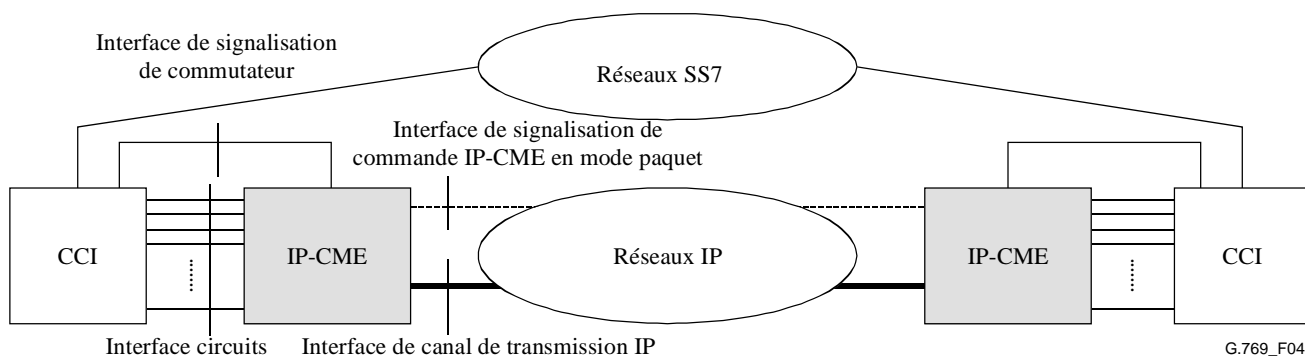 Interface de signalisation
de commutateur
Réseaux SS7
Interface de signalisation de
commande IP-CME en mode paquet
CCI
IP-CME
Réseaux IP
IP-CME
CCI
Interface circuits
Interface de canal de transmission IP
G.769_F04